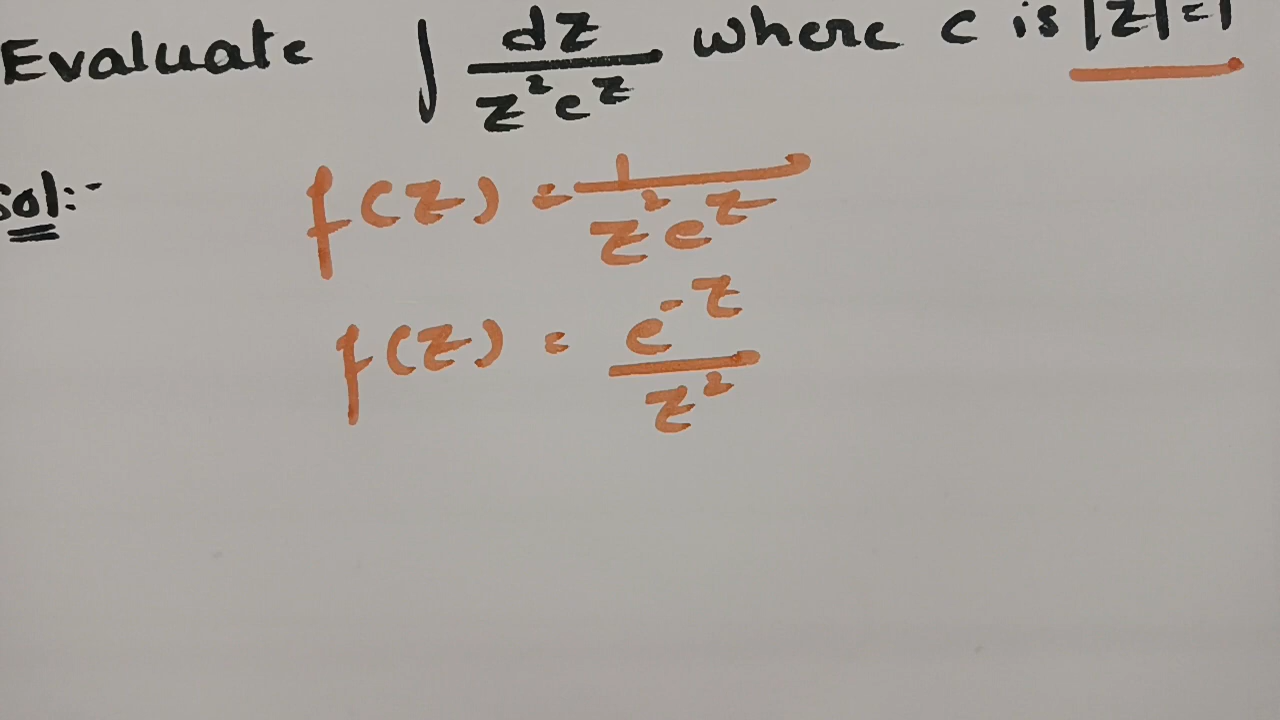 Evaluate ∫ dz / z²e^z where c is |z|=1
Sol:-
f(z) = 1 / z²e^z
f(z) = e^-z / z²